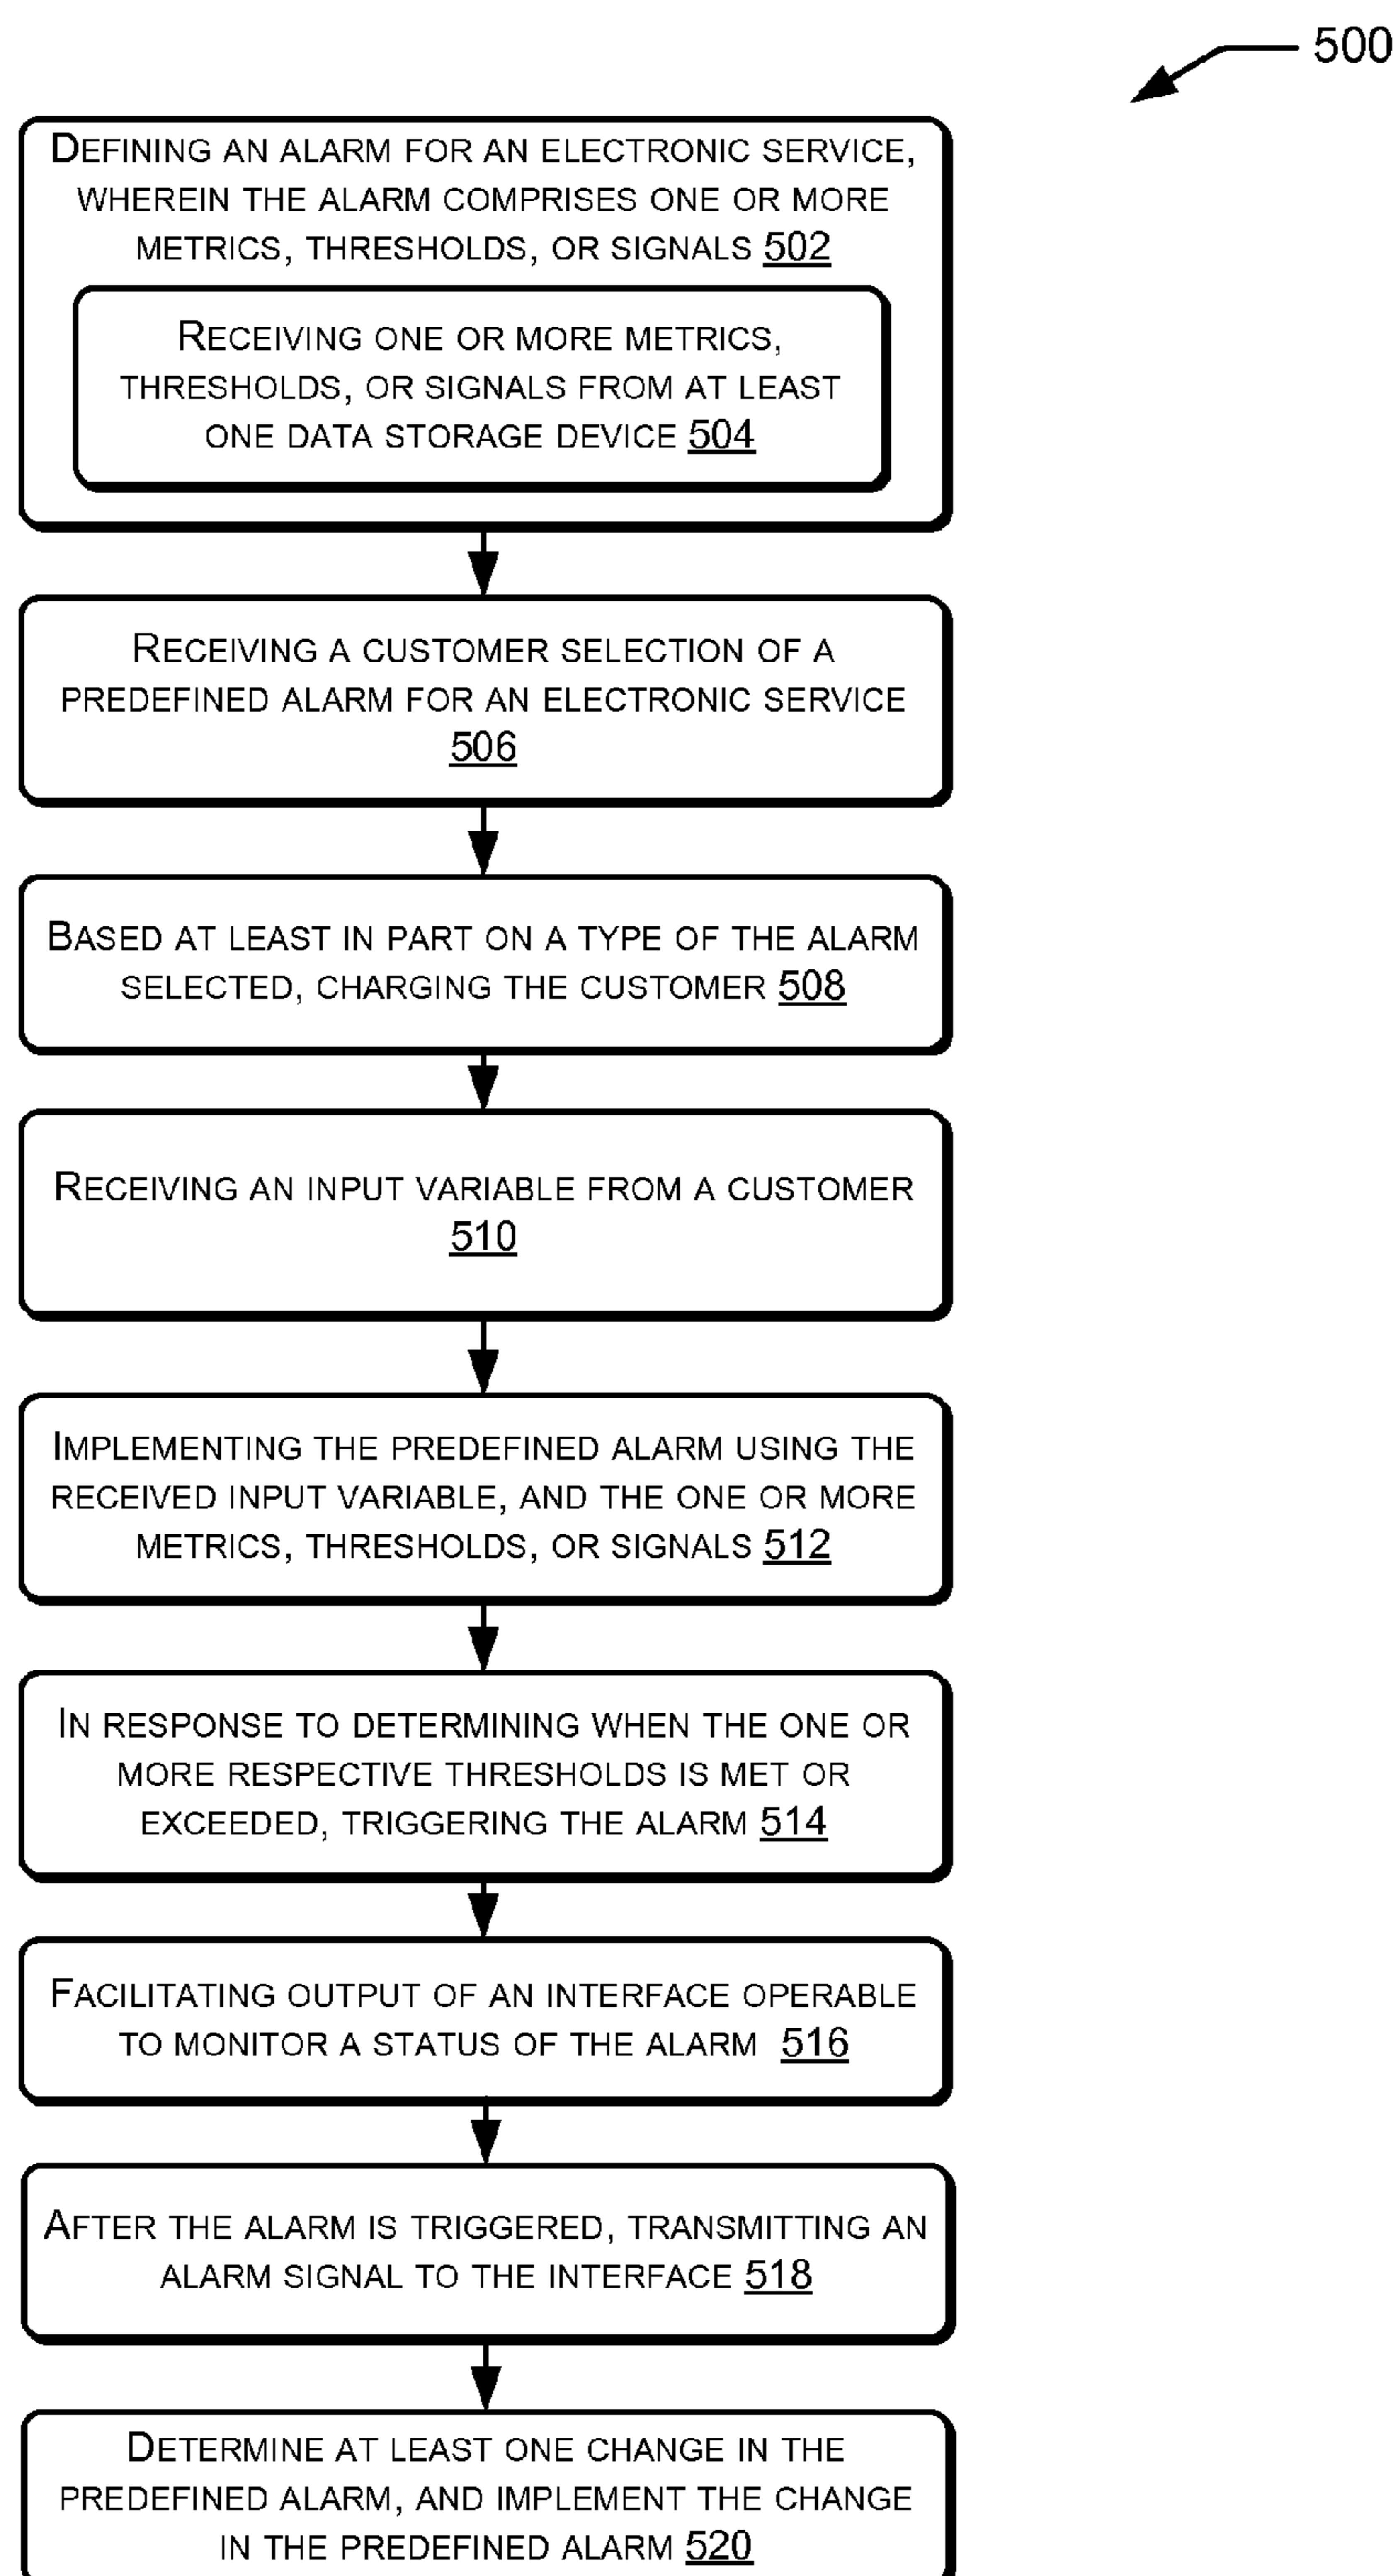 500
DEFINING AN ALARM FOR AN ELECTRONIC SERVICE,
WHEREIN THE ALARM COMPRISES ONE OR MORE
METRICS, THRESHOLDS, OR SIGNALS 502
RECEIVING ONE OR MORE METRICS,
THRESHOLDS, OR SIGNALS FROM AT LEAST
ONE DATA STORAGE DEVICE 504
RECEIVING A CUSTOMER SELECTION OF A
PREDEFINED ALARM FOR AN ELECTRONIC SERVICE
506
BASED AT LEAST IN PART ON A TYPE OF THE ALARM
SELECTED, CHARGING THE CUSTOMER 508
RECEIVING AN INPUT VARIABLE FROM A CUSTOMER
510
IMPLEMENTING THE PREDEFINED ALARM USING THE
RECEIVED INPUT VARIABLE, AND THE ONE OR MORE
METRICS, THRESHOLDS, OR SIGNALS 512
IN RESPONSE TO DETERMINING WHEN THE ONE OR
MORE RESPECTIVE THRESHOLDS IS MET OR
EXCEEDED, TRIGGERING THE ALARM 514
FACILITATING OUTPUT OF AN INTERFACE OPERABLE
TO MONITOR A STATUS OF THE ALARM 516
AFTER THE ALARM IS TRIGGERED, TRANSMITTING AN
ALARM SIGNAL TO THE INTERFACE 518
DETERMINE AT LEAST ONE CHANGE IN THE
PREDEFINED ALARM, AND IMPLEMENT THE CHANGE
IN THE PREDEFINED ALARM 520